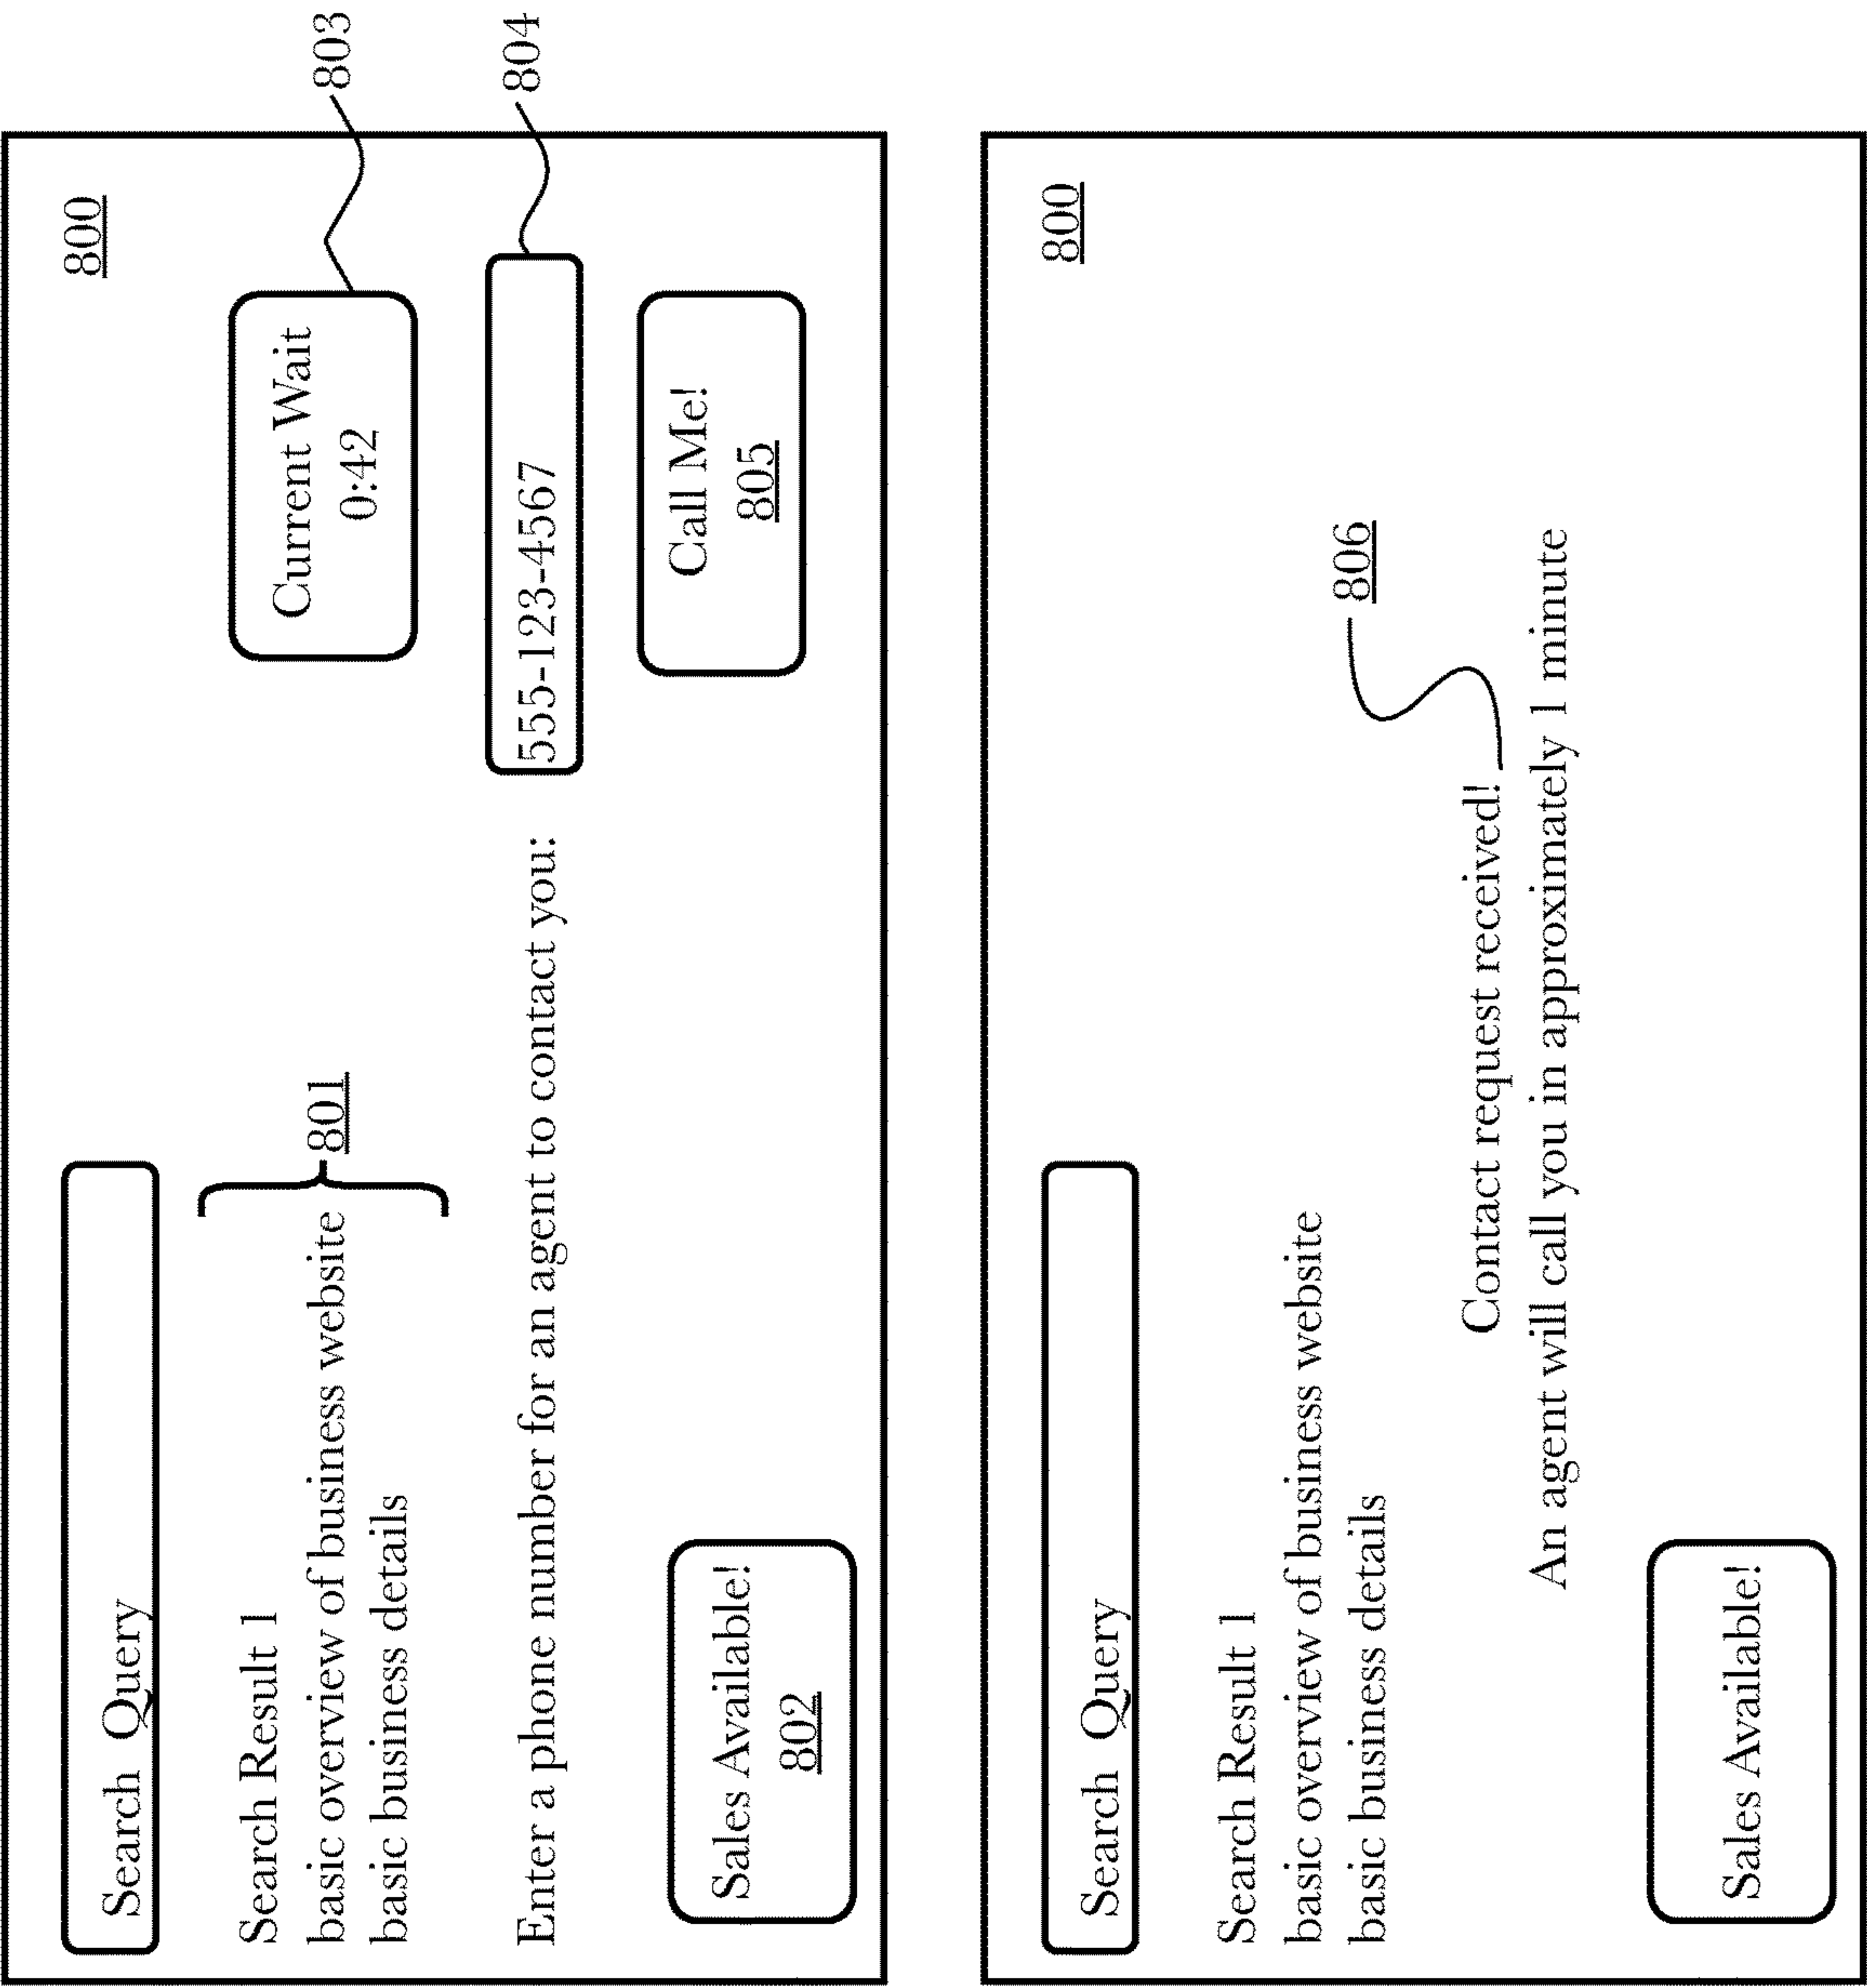 800
Search Query
Search Result 1
basic overview of business website
basic business details
801
Current Wait
0:42
803
Enter a phone number for an agent to contact you:
555-123-4567
804
Sales Available!
802
Call Me!
805
800
Search Query
Search Result 1
basic overview of business website
basic business details
806
Contact request received!
An agent will call you in approximately 1 minute
Sales Available!